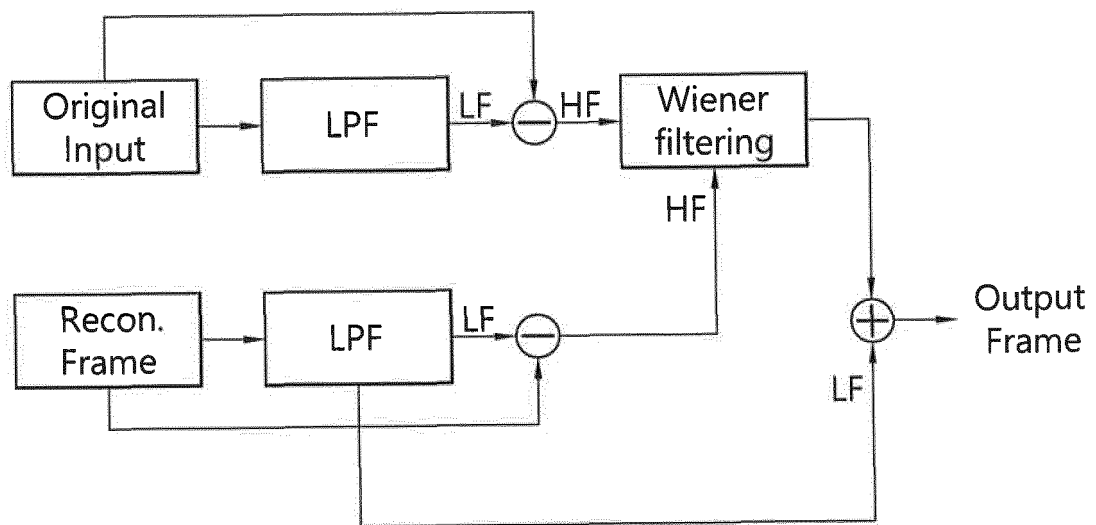 Original
Input
LPF
LF
HF
Wiener
filtering
HF
Recon.
Frame
LPF
LF
Output
Frame
LF